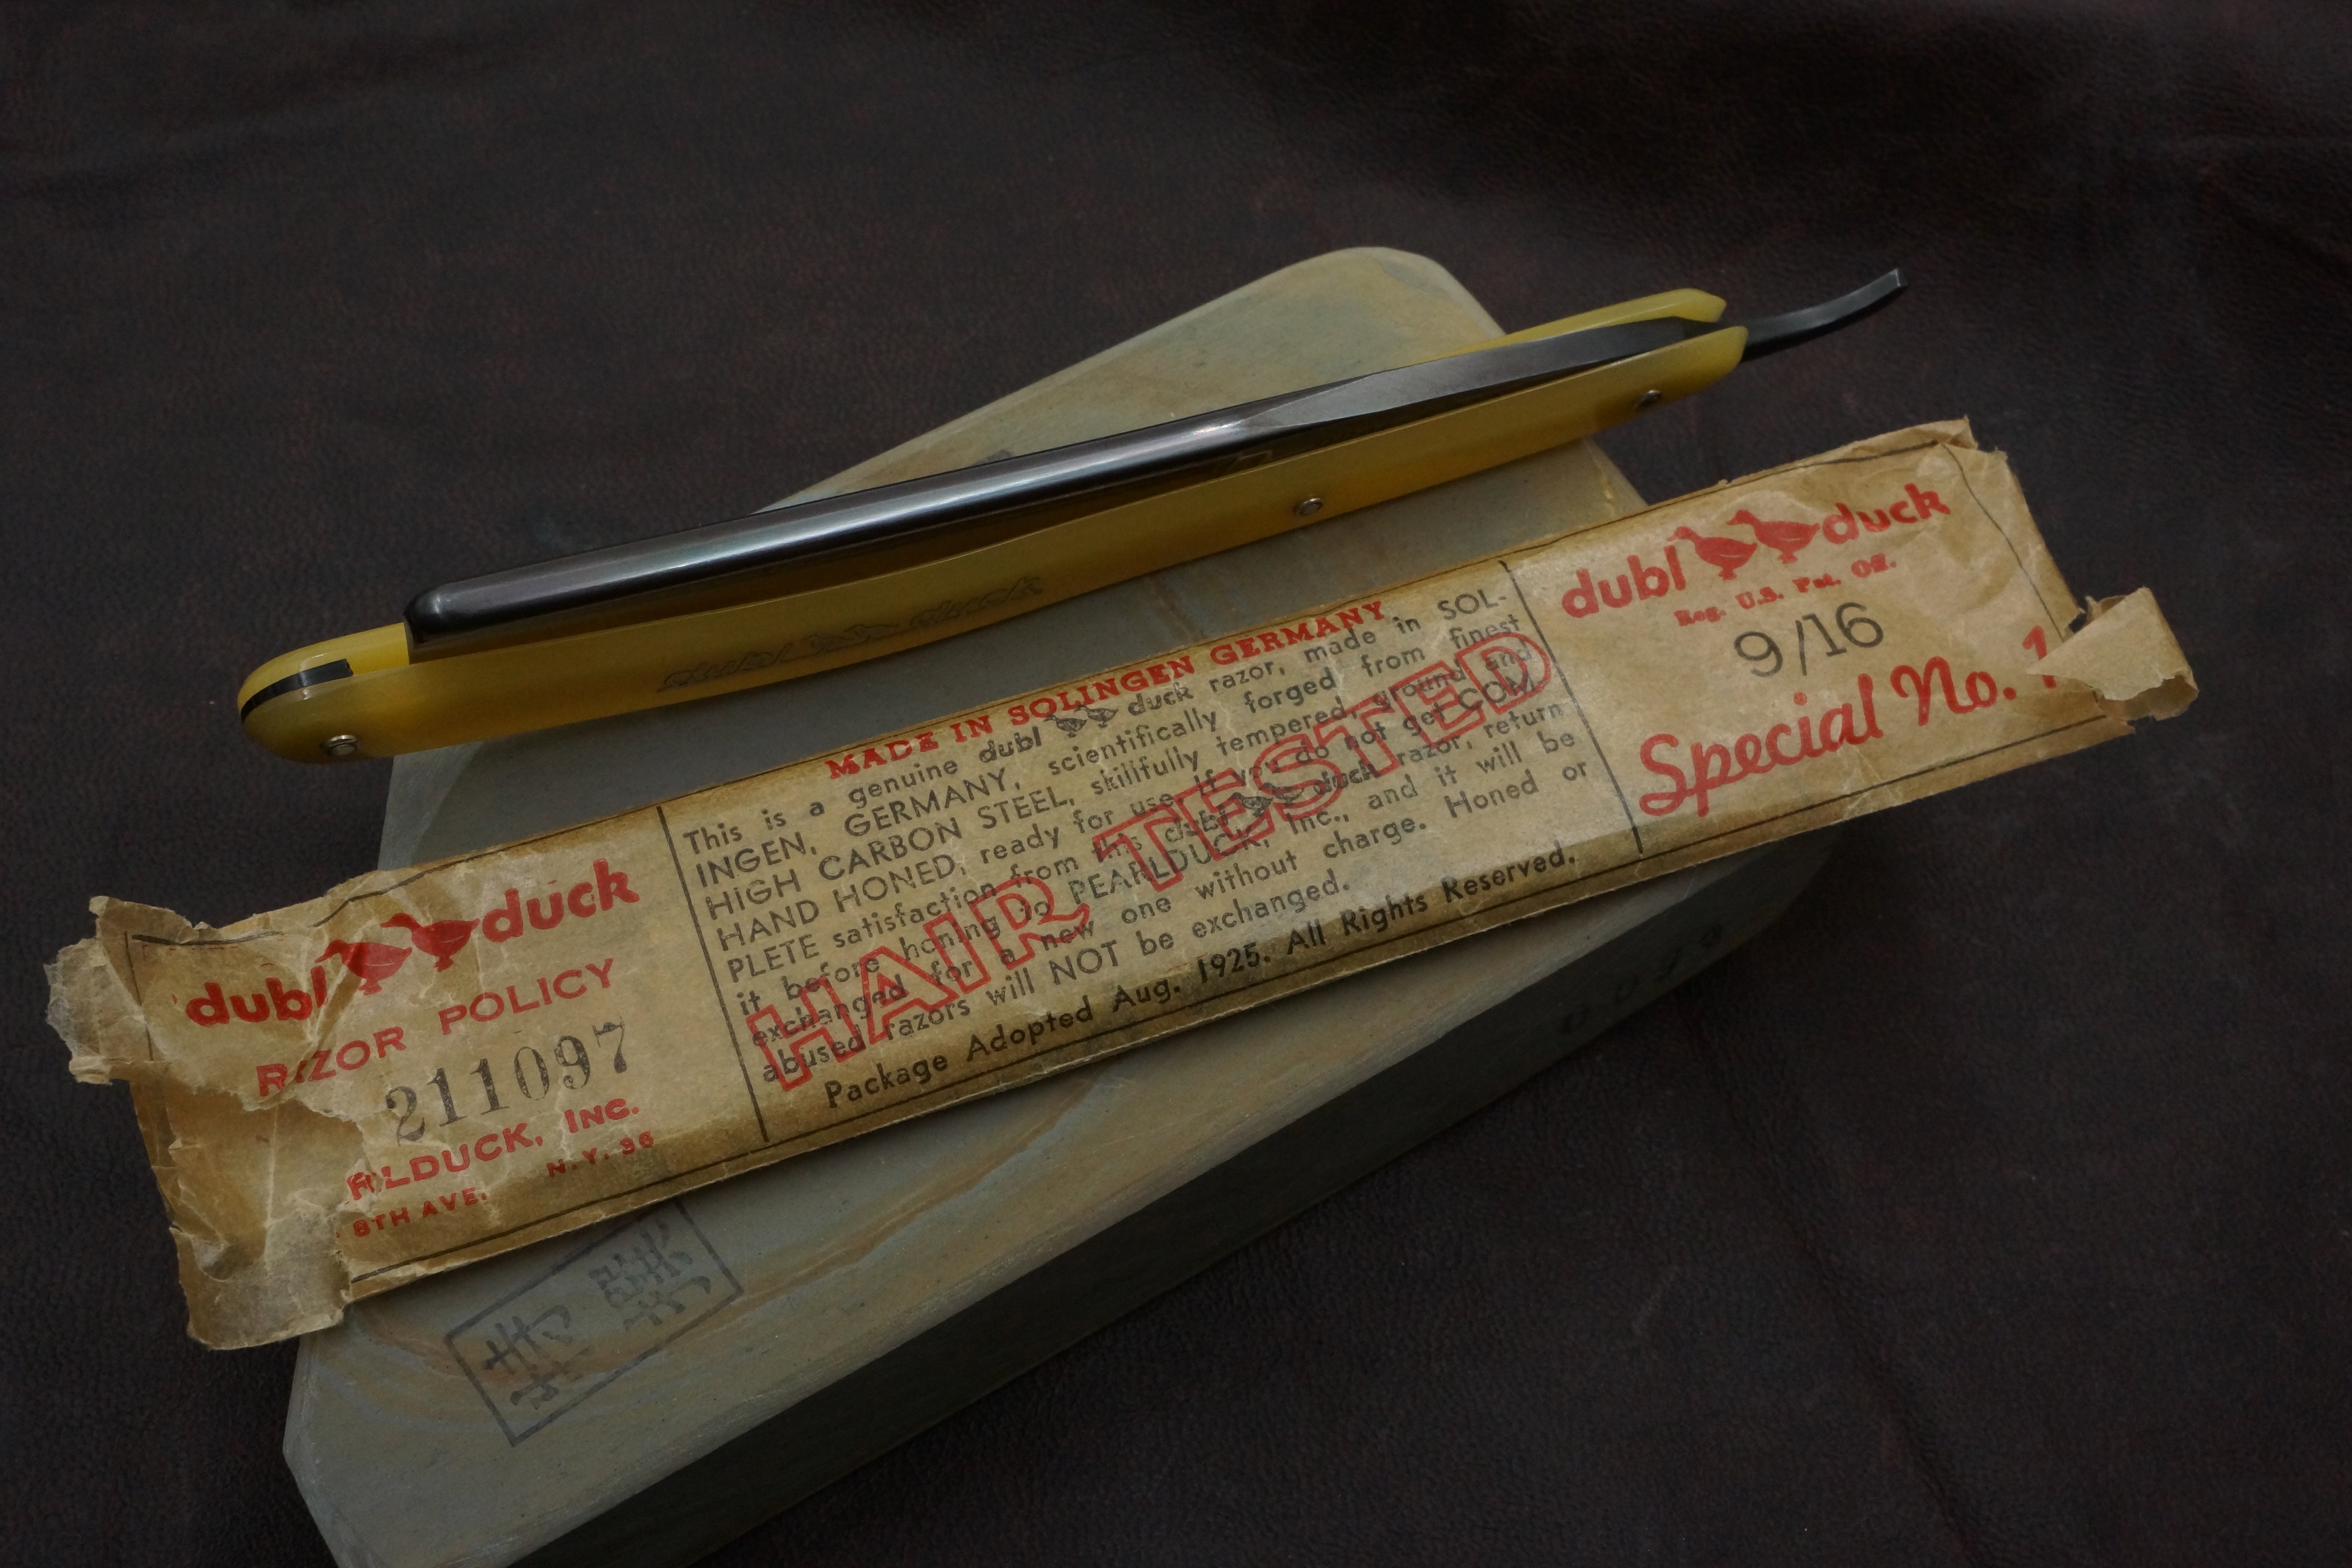 dubl duck
dubl duck
RAZOR POLICY
211097
RLDUCK, INC.
8TH AVE. N.Y. 36
MADE IN SOLINGEN GERMANY
This is a genuine dubl duck razor, made in SOL-
INGEN, GERMANY, scientifically forged from finest
HIGH CARBON STEEL, skillfully tempered, ground and
HAND HONED, ready for use. If you do not get COM-
PLETE satisfaction from this dubl duck razor, return
it before honing to PEARLDUCK, Inc., and it will be
exchanged for a new one without charge. Honed or
abused razors will NOT be exchanged.
Package Adopted Aug. 1925. All Rights Reserved.
HAIR TESTED
dubl duck
Reg. U.S. Pat. Off.
9/16
Special No. 1